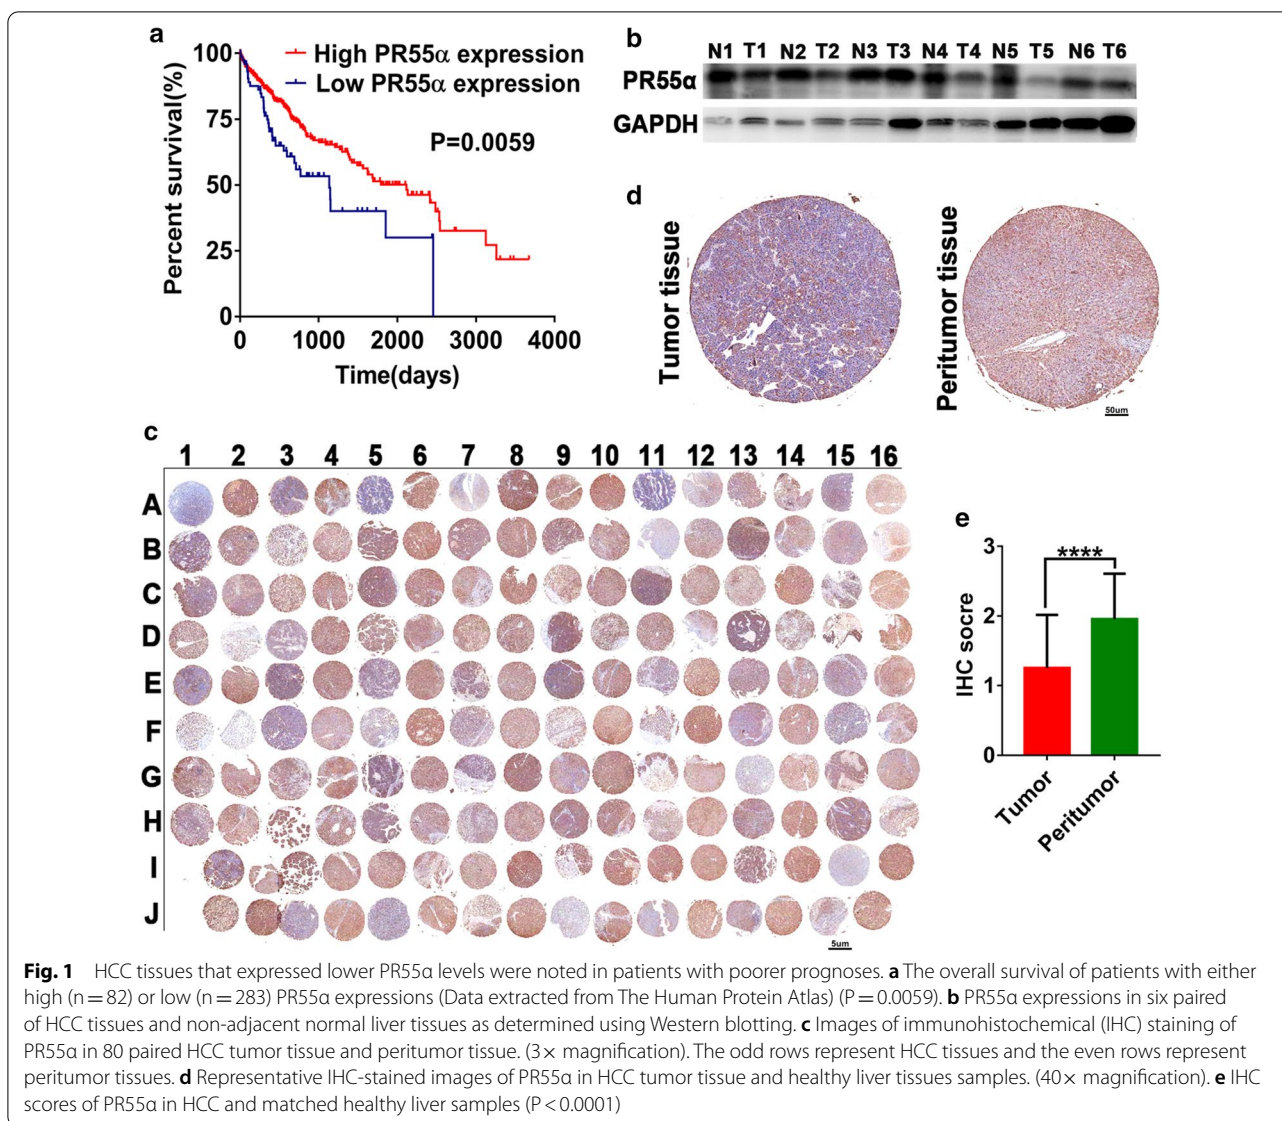 a
100
75
50
25
0
Percent survival(%)
High PR55α expression
Low PR55α expression
P=0.0059
0 1000 2000 3000 4000
Time(days)
b
N1 T1 N2 T2 N3 T3 N4 T4 N5 T5 N6 T6
PR55α
GAPDH
d
Tumor tissue
Peritumor tissue
50um
c
1 2 3 4 5 6 7 8 9 10 11 12 13 14 15 16
A
B
C
D
E
F
G
H
I
J
5um
e
3
2
1
0
IHC socre
****
Tumor
Peritumor
Fig. 1 HCC tissues that expressed lower PR55α levels were noted in patients with poorer prognoses. a The overall survival of patients with either
high (n = 82) or low (n = 283) PR55α expressions (Data extracted from The Human Protein Atlas) (P = 0.0059). b PR55α expressions in six paired
of HCC tissues and non-adjacent normal liver tissues as determined using Western blotting. c Images of immunohistochemical (IHC) staining of
PR55α in 80 paired HCC tumor tissue and peritumor tissue. (3× magnification). The odd rows represent HCC tissues and the even rows represent
peritumor tissues. d Representative IHC-stained images of PR55α in HCC tumor tissue and healthy liver tissues samples. (40× magnification). e IHC
scores of PR55α in HCC and matched healthy liver samples (P < 0.0001)